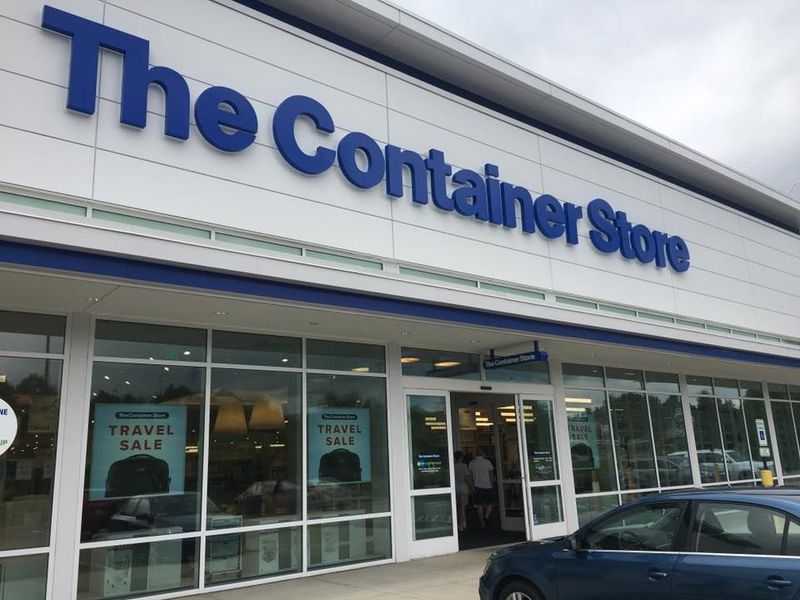 The Container Store
The Container Store
The Container Store
TRAVEL
SALE
The Container Store
TRAVEL
SALE